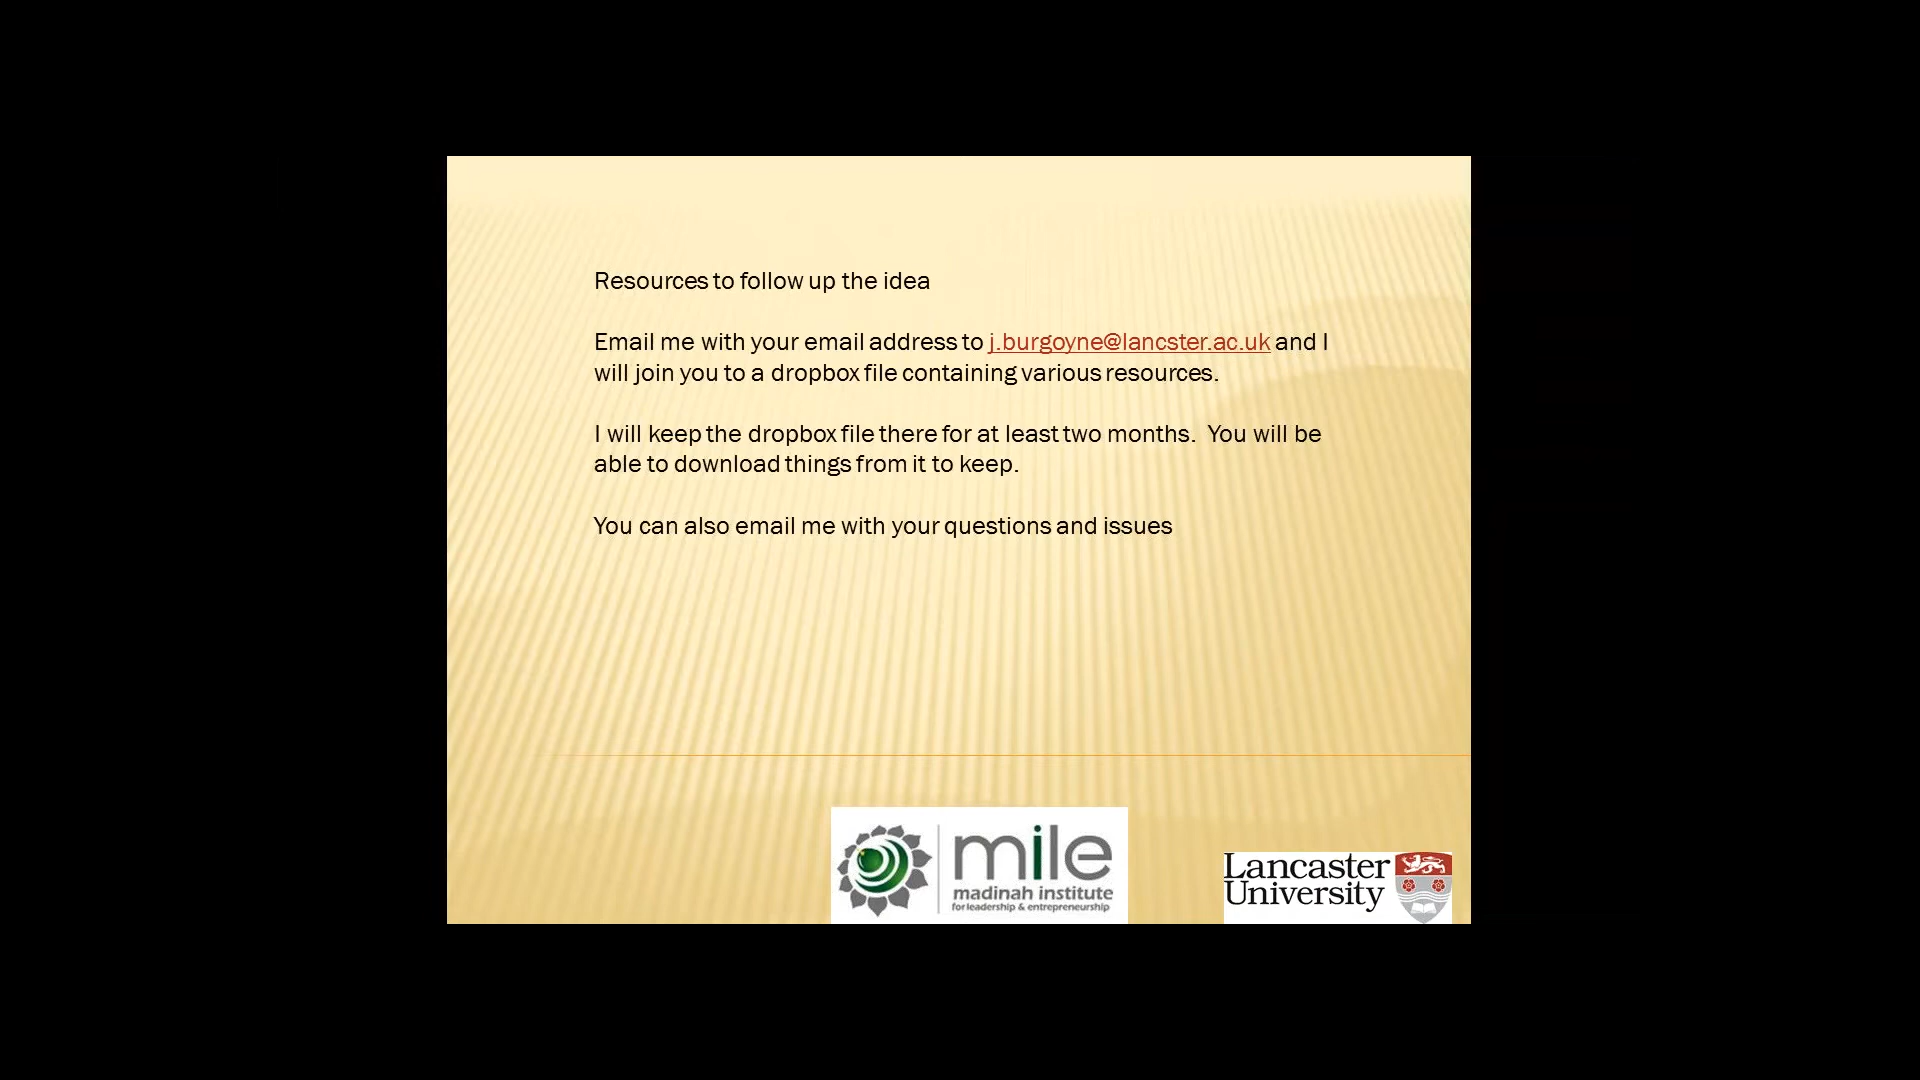 Resources to follow up the idea
Email me with your email address to j.burgoyne@lancster.ac.uk and I
will join you to a dropbox file containing various resources.
I will keep the dropbox file there for at least two months.  You will be
able to download things from it to keep.
You can also email me with your questions and issues
mile
madinah institute
for leadership & entrepreneurship
Lancaster
University